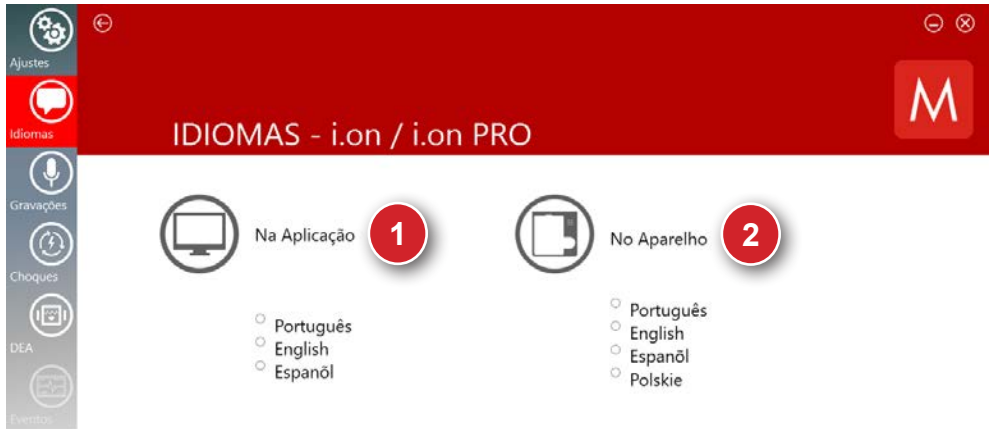 Ajustes
Idiomas
Gravações
Choques
DEA
Eventos
M
IDIOMAS - i.on / i.on PRO
Na Aplicação
1
Português
English
Espanõl
No Aparelho
2
Português
English
Espanõl
Polskie